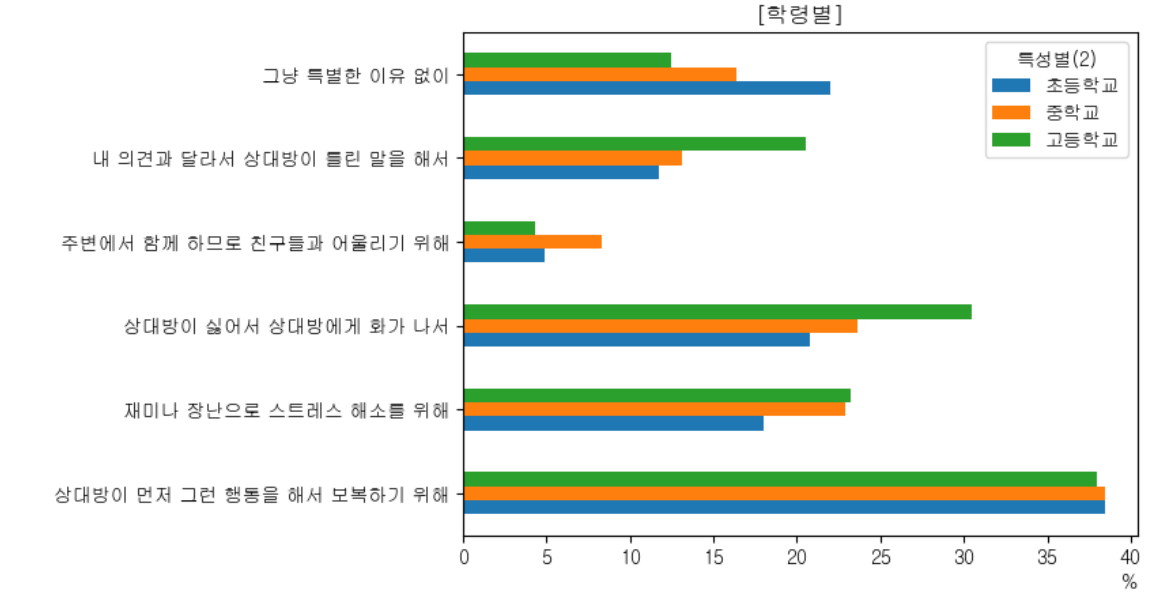 [학령별]
특성별(2)
초등학교
중학교
고등학교
그냥 특별한 이유 없이
내 의견과 달라서 상대방이 틀린 말을 해서
주변에서 함께 하므로 친구들과 어울리기 위해
상대방이 싫어서 상대방에게 화가 나서
재미나 장난으로 스트레스 해소를 위해
상대방이 먼저 그런 행동을 해서 보복하기 위해
0 5 10 15 20 25 30 35 40
%